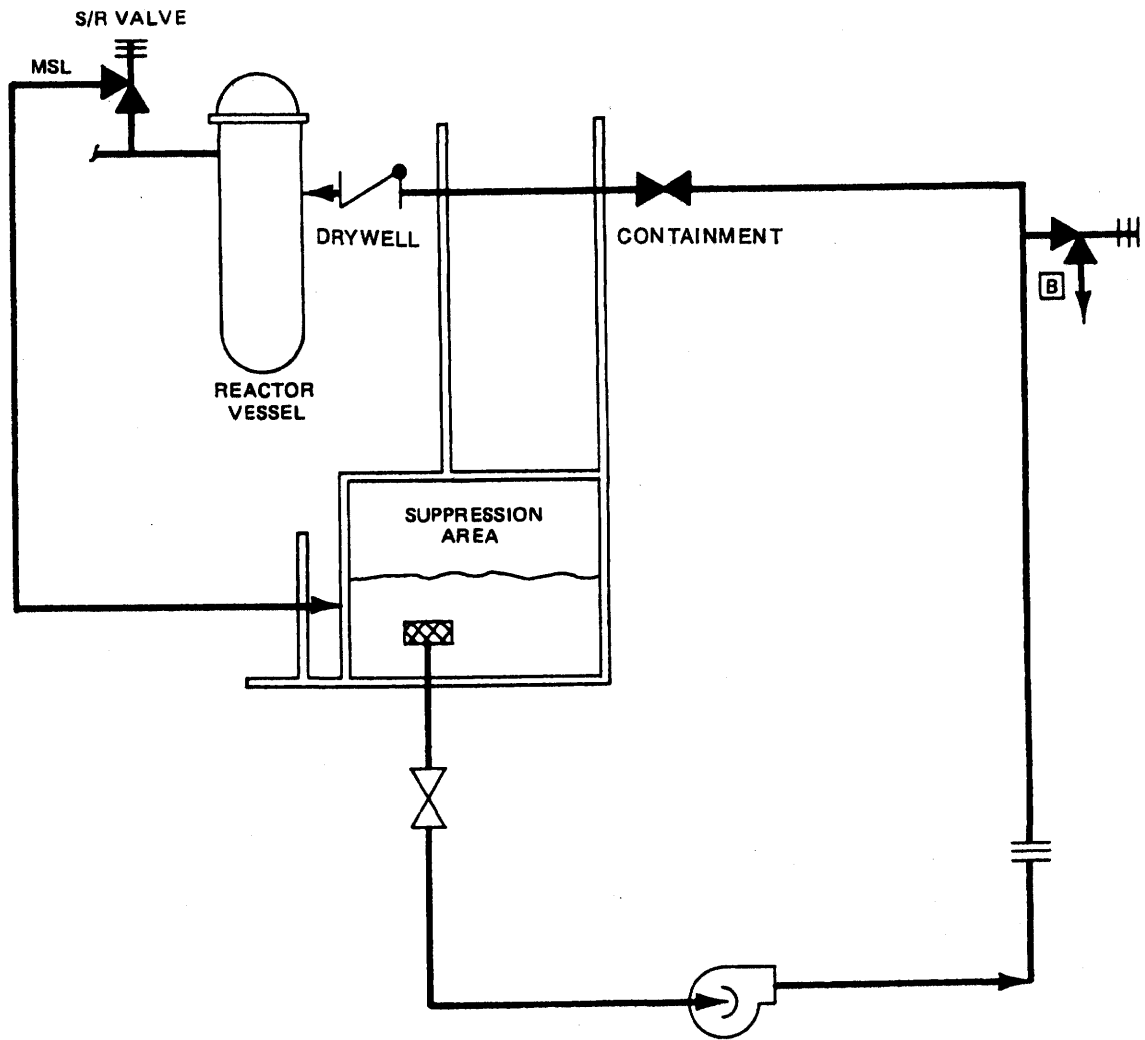 S/R VALVE
MSL
DRYWELL
CONTAINMENT
B
REACTOR
VESSEL
SUPPRESSION
AREA